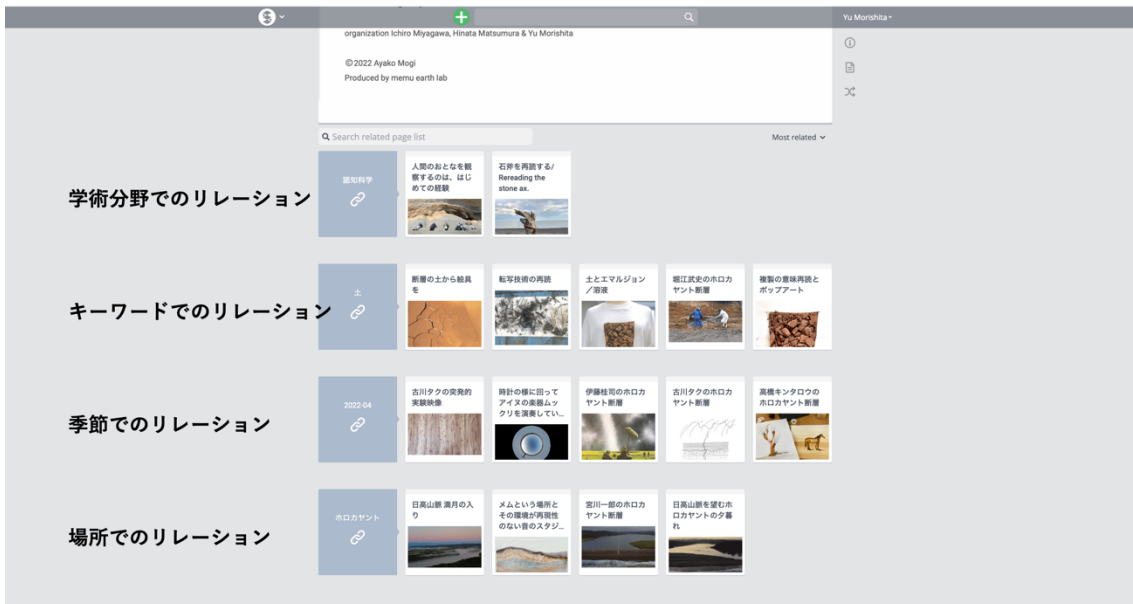 Yu Morishita
organization Ichiro Miyagawa, Hinata Matsumura & Yu Morishita
©2022 Ayako Mogi
Produced by memu earth lab
Search related page list
Most related
学術分野でのリレーション
認知科学
人間のおとなを観
察するのは、はじ
めての経験
石斧を再読する/
Rereading the
stone ax.
キーワードでのリレーション
土
断層の土から絵具
を
転写技術の再読
土とエマルジョン
/溶液
堀江武史のホロカ
ヤント断層
複製の意味再読と
ポップアート
季節でのリレーション
2022-04
古川タクの突発的
実験映像
時計の様に回って
アイヌの楽器ムッ
クリを演奏してい...
伊藤桂司のホロカ
ヤント断層
古川タクのホロカ
ヤント断層
高橋キンタロウの
ホロカヤント断層
場所でのリレーション
ホロカヤント
日高山脈 満月の入
り
メムという場所と
その環境が再現性
のない音のスタジ...
宮川一郎のホロカ
ヤント断層
日高山脈を望むホ
ロカヤントの夕暮
れ